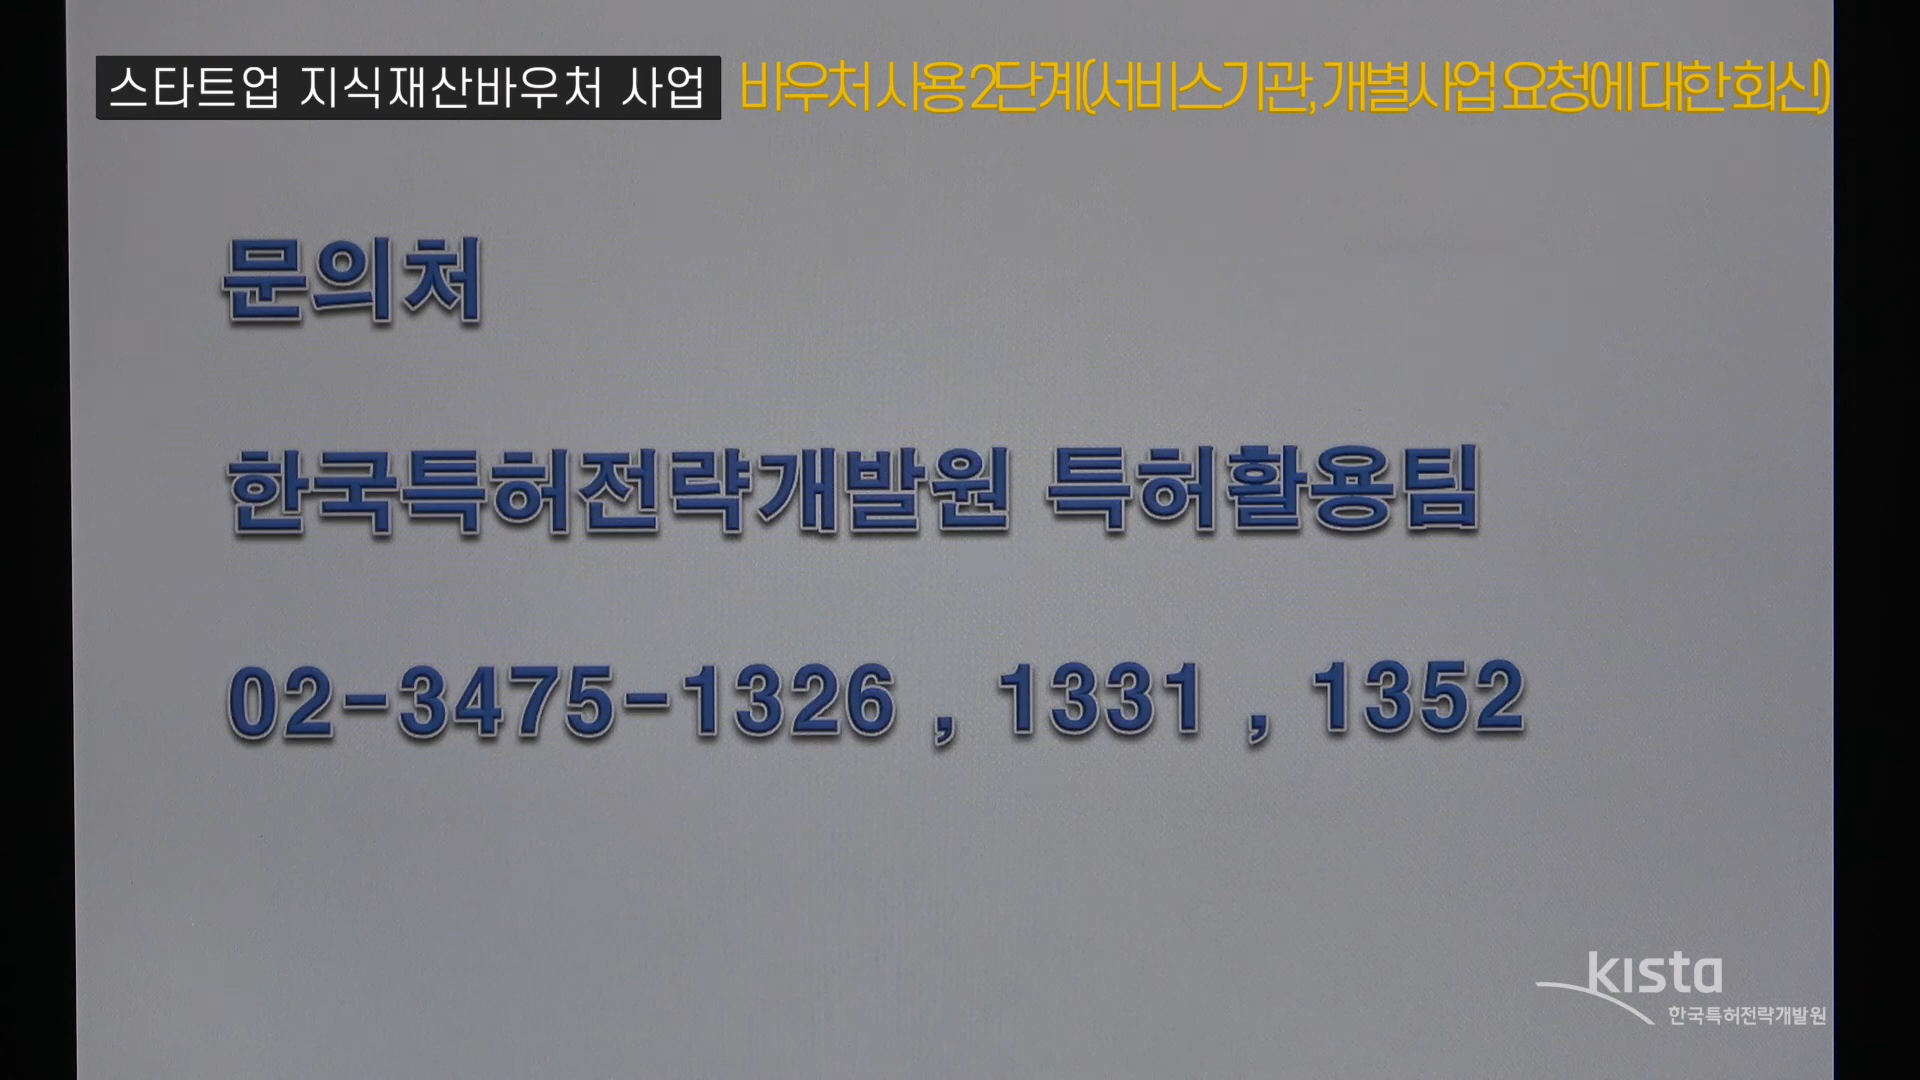 스타트업 지식재산바우처 사업 바우처 사용 2단계(서비스기관, 개별사업 요청에 대한 회신)
문의처
한국특허전략개발원 특허활용팀
02-3475-1326 , 1331 , 1352
kista
한국특허전략개발원